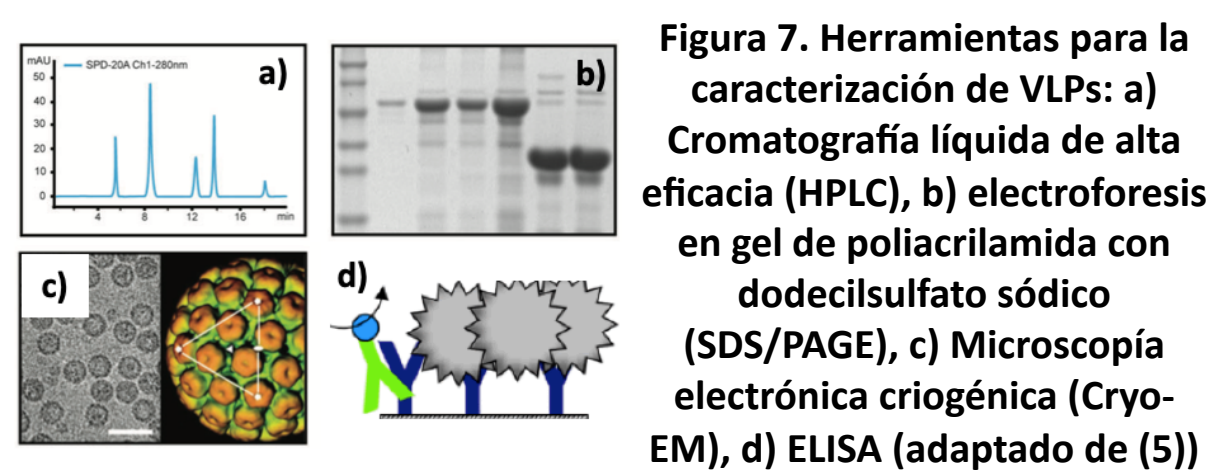 mAU
SPD-20A Ch1-280nm
a)
50
40
30
20
10
0
4 8 12 16 min
b)
c)
d)
Figura 7. Herramientas para la
caracterización de VLPs: a)
Cromatografía líquida de alta
eficacia (HPLC), b) electroforesis
en gel de poliacrilamida con
dodecilsulfato sódico
(SDS/PAGE), c) Microscopía
electrónica criogénica (Cryo-
EM), d) ELISA (adaptado de (5))